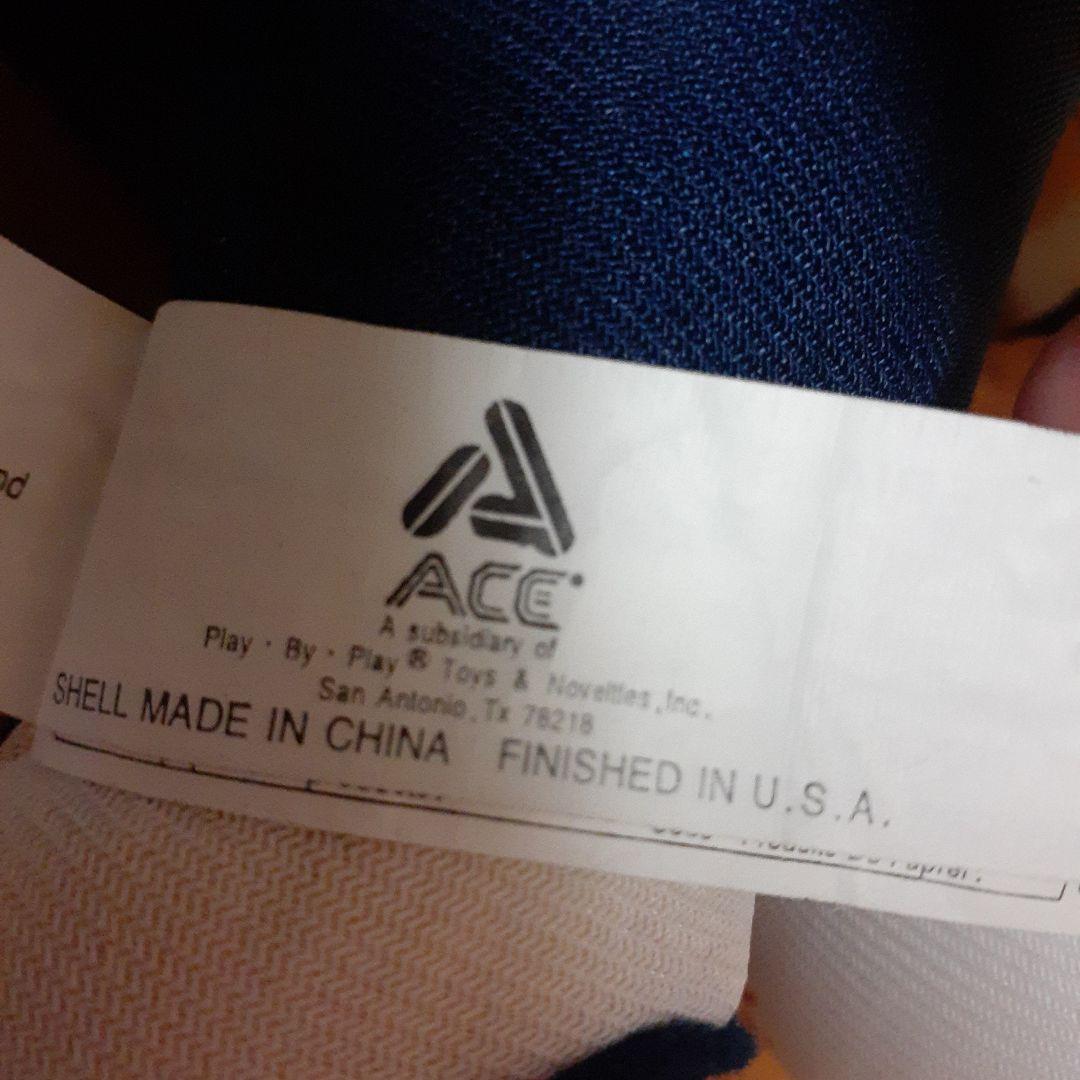 nd
ACE
A subsidiary of
Play · By · Play ® Toys & Novelties, Inc.
San Antonio, Tx 78218
SHELL MADE IN CHINA FINISHED IN U.S.A.